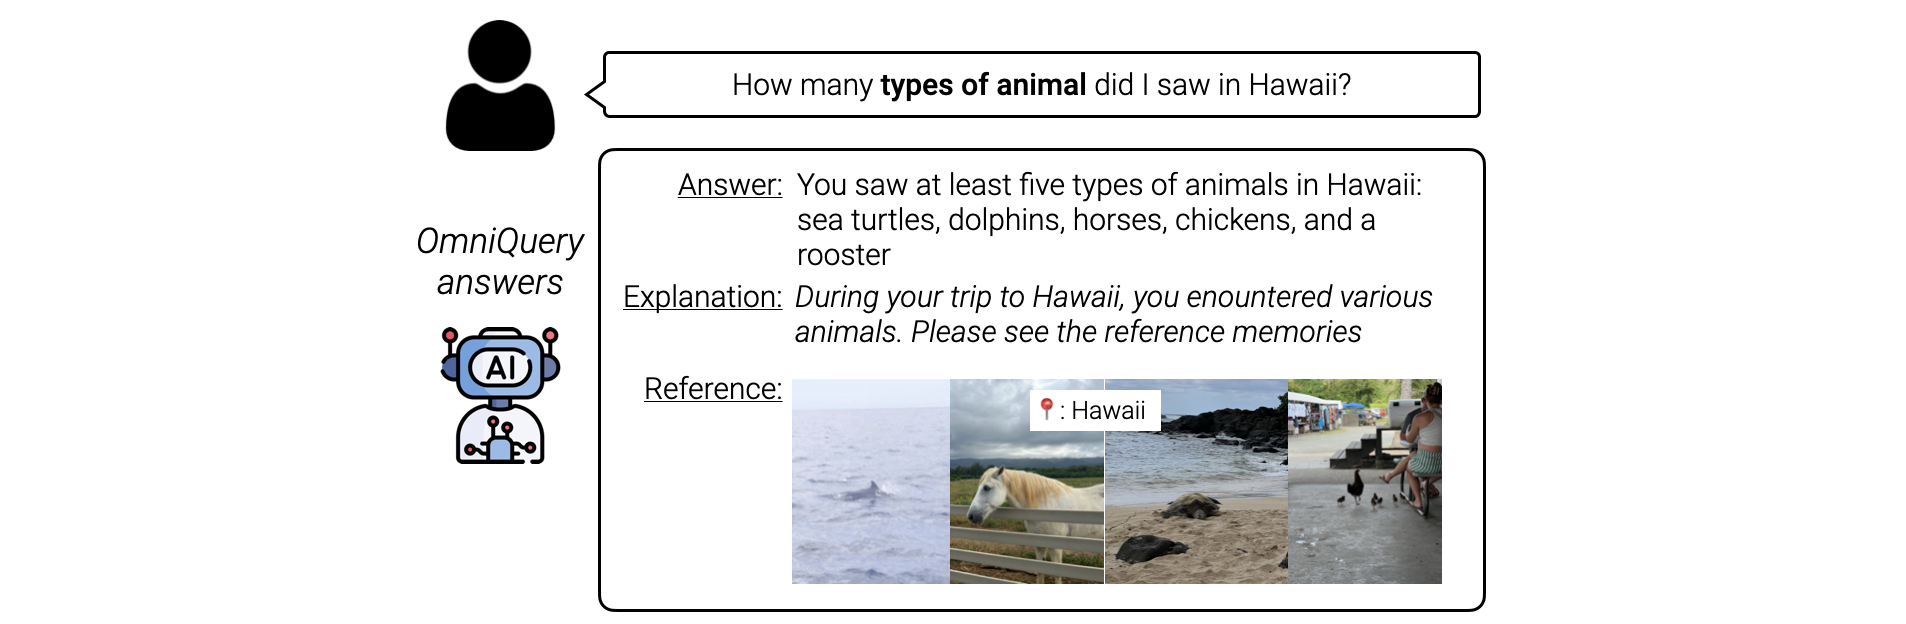 How many types of animal did I saw in Hawaii?
Answer: You saw at least five types of animals in Hawaii:
sea turtles, dolphins, horses, chickens, and a
rooster
OmniQuery
answers
Explanation: During your trip to Hawaii, you enountered various
animals. Please see the reference memories
AI
Reference:
: Hawaii